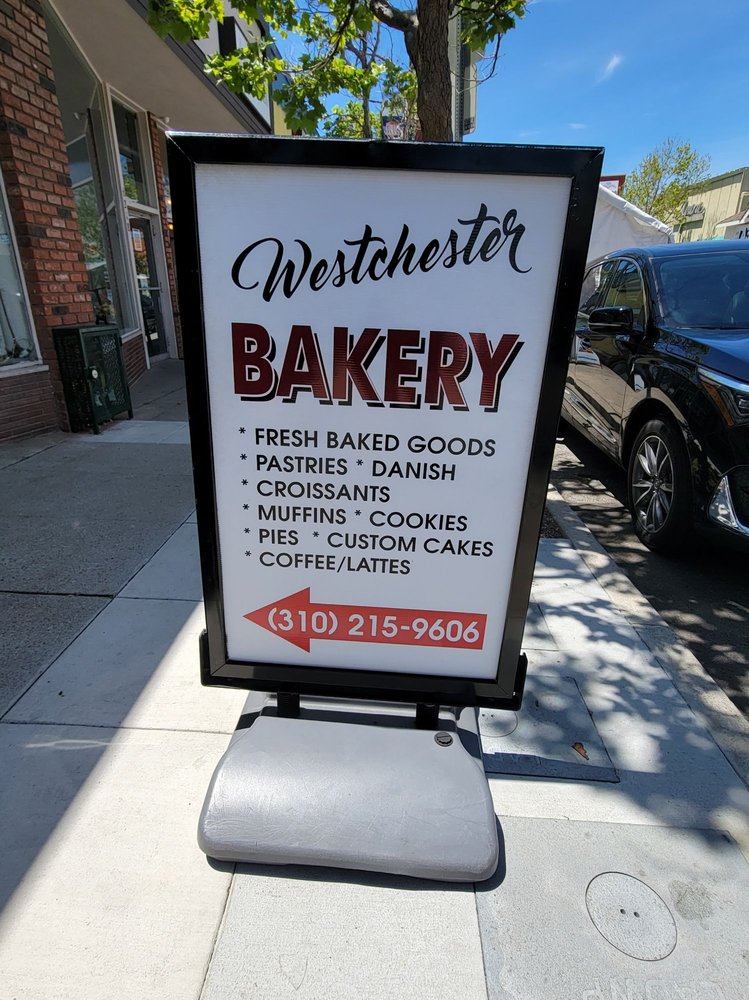 Westchester
BAKERY
* FRESH BAKED GOODS
* PASTRIES * DANISH
* CROISSANTS
* MUFFINS * COOKIES
* PIES * CUSTOM CAKES
* COFFEE/LATTES
(310) 215-9606